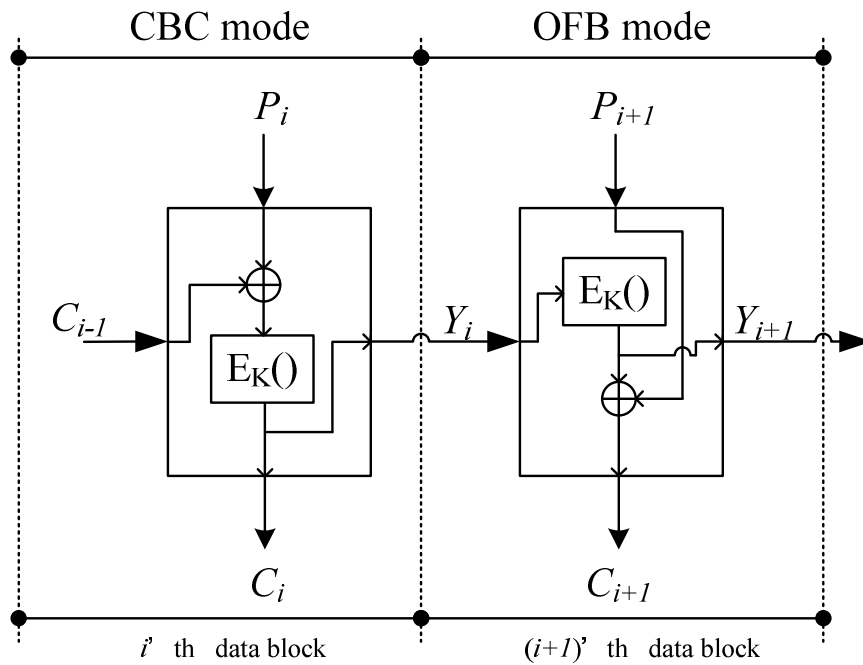 CBC mode
OFB mode
P_i
P_{i+1}
C_{i-1}
E_K()
Y_i
E_K()
Y_{i+1}
C_i
C_{i+1}
i’ th data block
(i+1)’ th data block